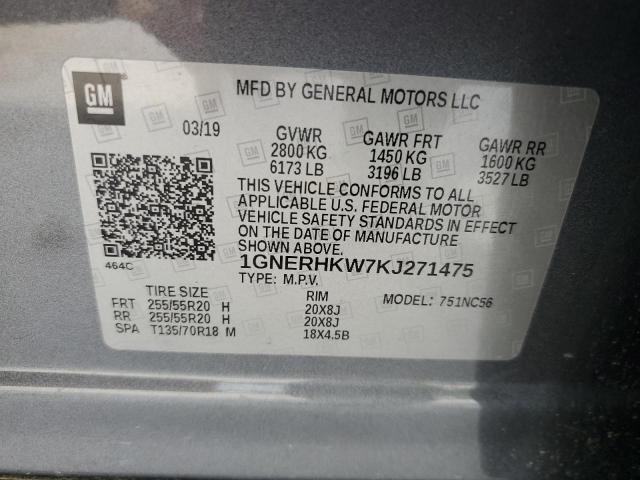 GM
MFD BY GENERAL MOTORS LLC
03/19
GVWR GAWR FRT GAWR RR
2800 KG 1450 KG 1600 KG
6173 LB 3196 LB 3527 LB
THIS VEHICLE CONFORMS TO ALL
APPLICABLE U.S. FEDERAL MOTOR
VEHICLE SAFETY STANDARDS IN EFFECT
ON THE DATE OF MANUFACTURE
SHOWN ABOVE.
464C
1GNERHKW7KJ271475
TYPE: M.P.V.
TIRE SIZE RIM MODEL: 751NC56
FRT 255/55R20 H 20X8J
RR 255/55R20 H 20X8J
SPA T135/70R18 M 18X4.5B